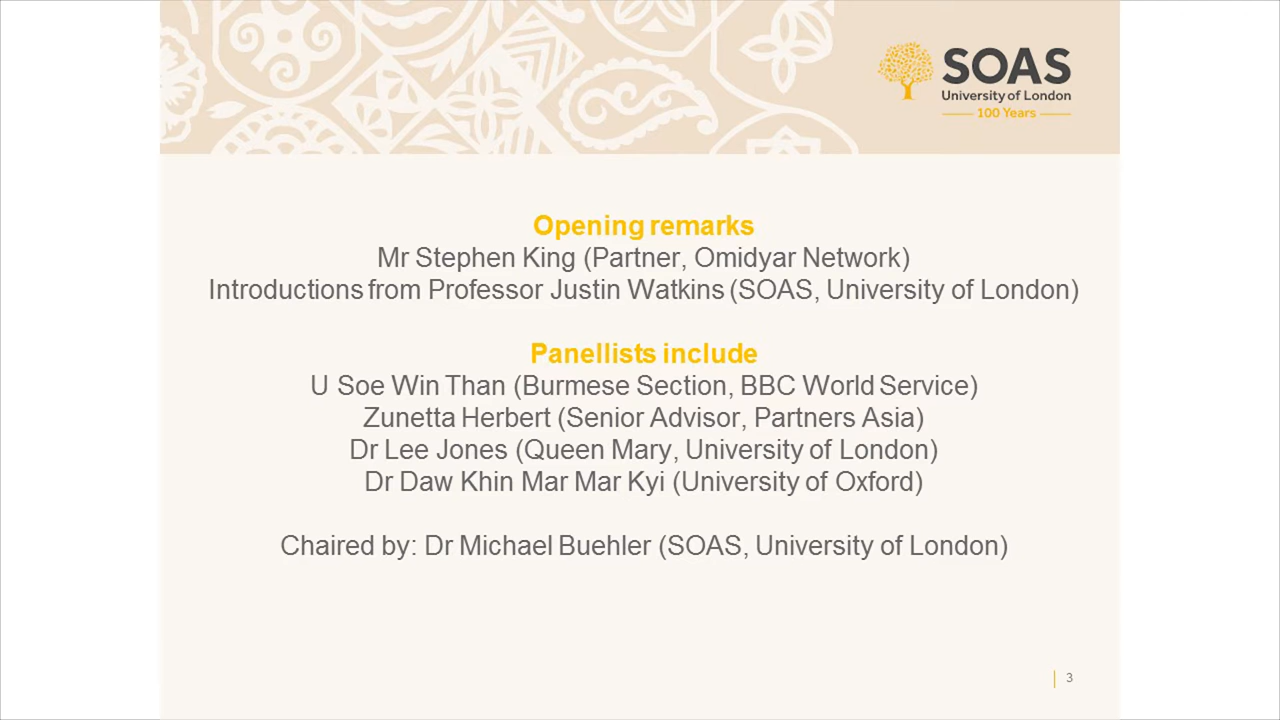 SOAS
University of London
100 Years
Opening remarks
Mr Stephen King (Partner, Omidyar Network)
Introductions from Professor Justin Watkins (SOAS, University of London)
Panellists include
U Soe Win Than (Burmese Section, BBC World Service)
Zunetta Herbert (Senior Advisor, Partners Asia)
Dr Lee Jones (Queen Mary, University of London)
Dr Daw Khin Mar Mar Kyi (University of Oxford)
Chaired by: Dr Michael Buehler (SOAS, University of London)
3